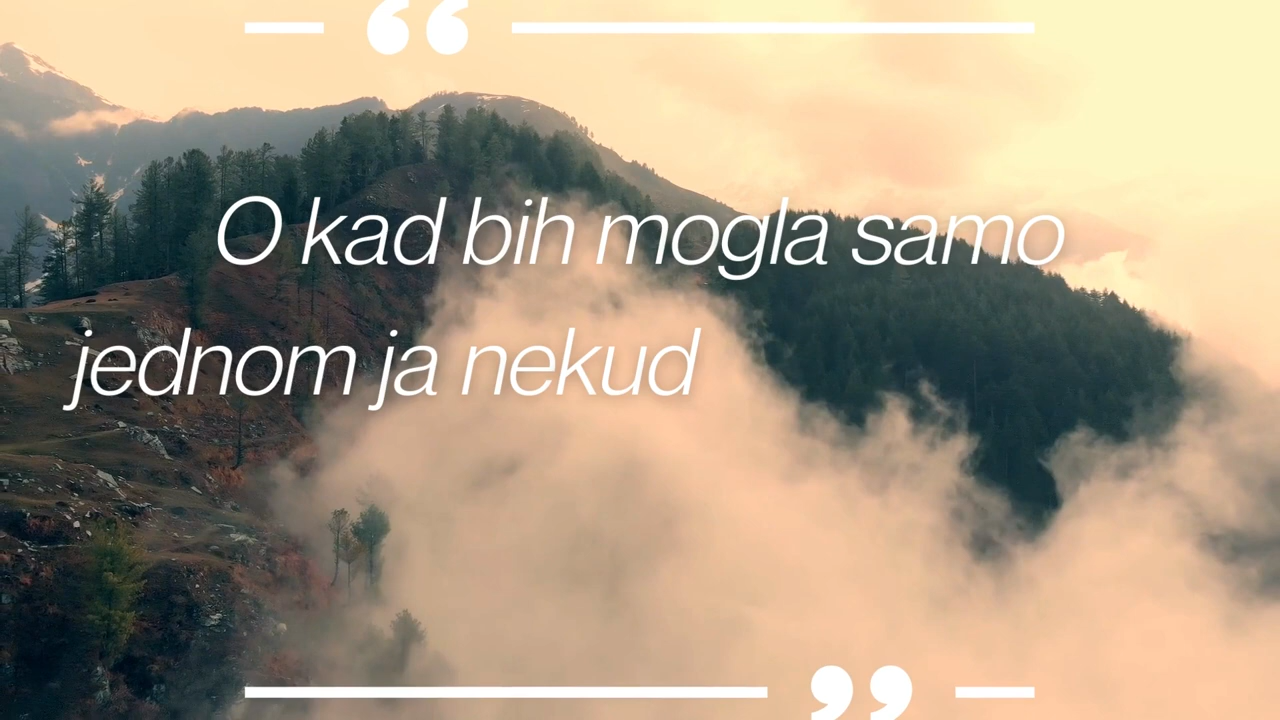 “
O kad bih mogla samo
jednom ja nekud
”